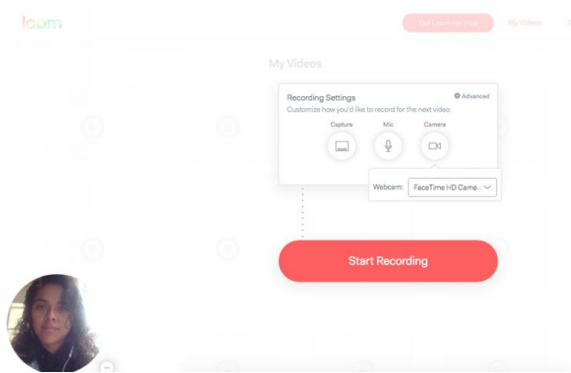 loom
Get Loom for Free
My Videos
My Videos
Recording Settings
Advanced
Customize how you'd like to record for the next video:
Capture
Mic
Camera
Webcam:
FaceTime HD Came...
Start Recording